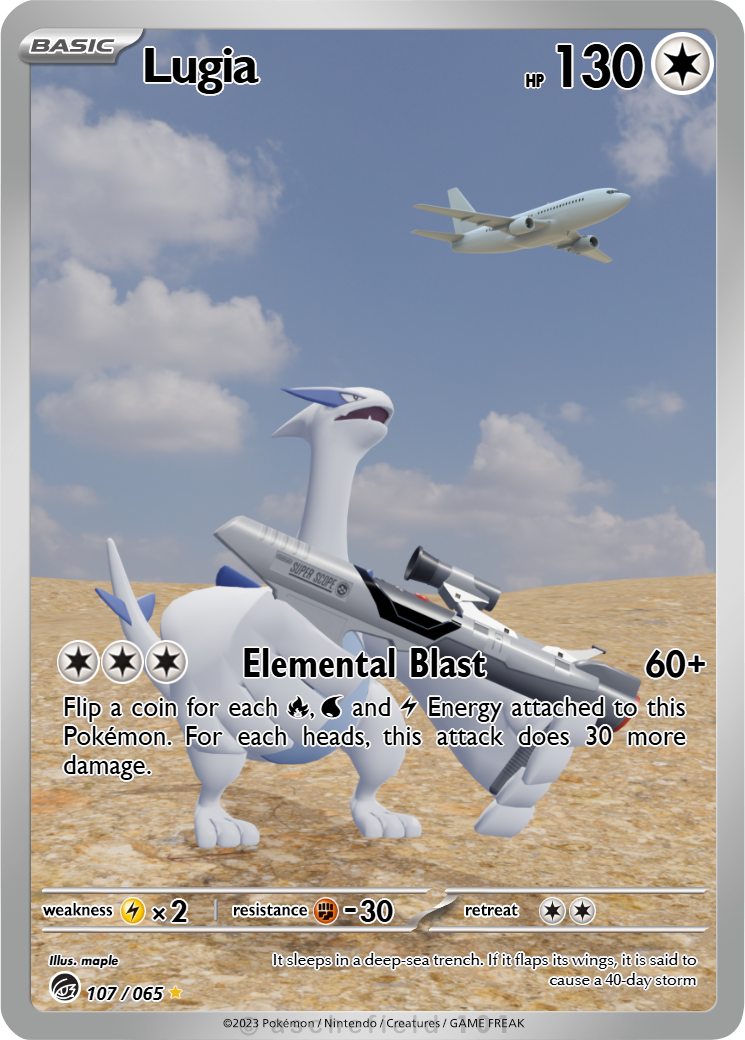 BASIC
Lugia
HP 130
SUPER SCOPE
Elemental Blast 60+
Flip a coin for each , and Energy attached to this
Pokémon. For each heads, this attack does 30 more
damage.
weakness ×2 resistance -30 retreat
Illus. maple
It sleeps in a deep-sea trench. If it flaps its wings, it is said to
cause a 40-day storm
107 / 065
©2023 Pokémon / Nintendo / Creatures / GAME FREAK